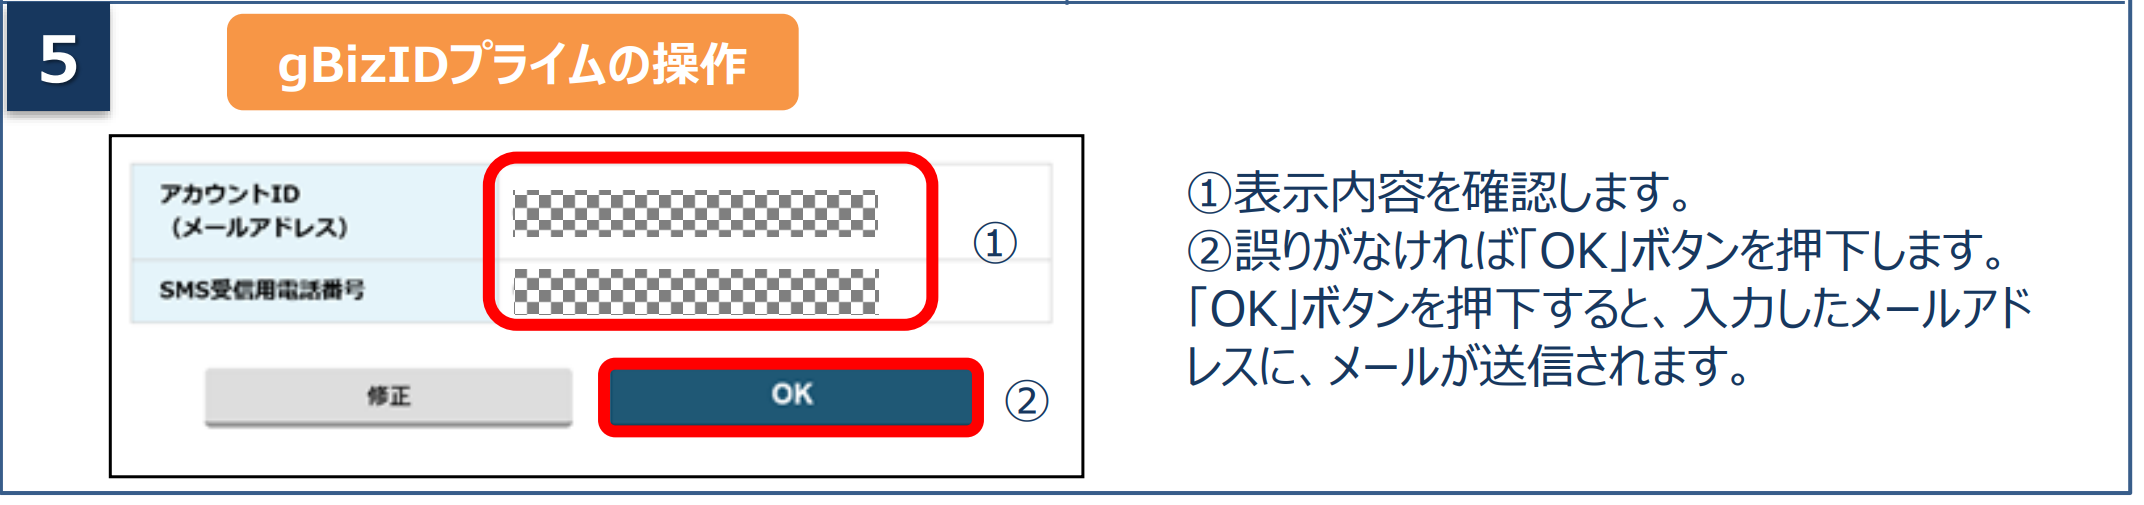 5
gBizIDプライムの操作
アカウントID
（メールアドレス）
①
SMS受信用電話番号
修正
OK
②
①表示内容を確認します。
②誤りがなければ「OK」ボタンを押下します。
「OK」ボタンを押下すると、入力したメールアド
レスに、メールが送信されます。